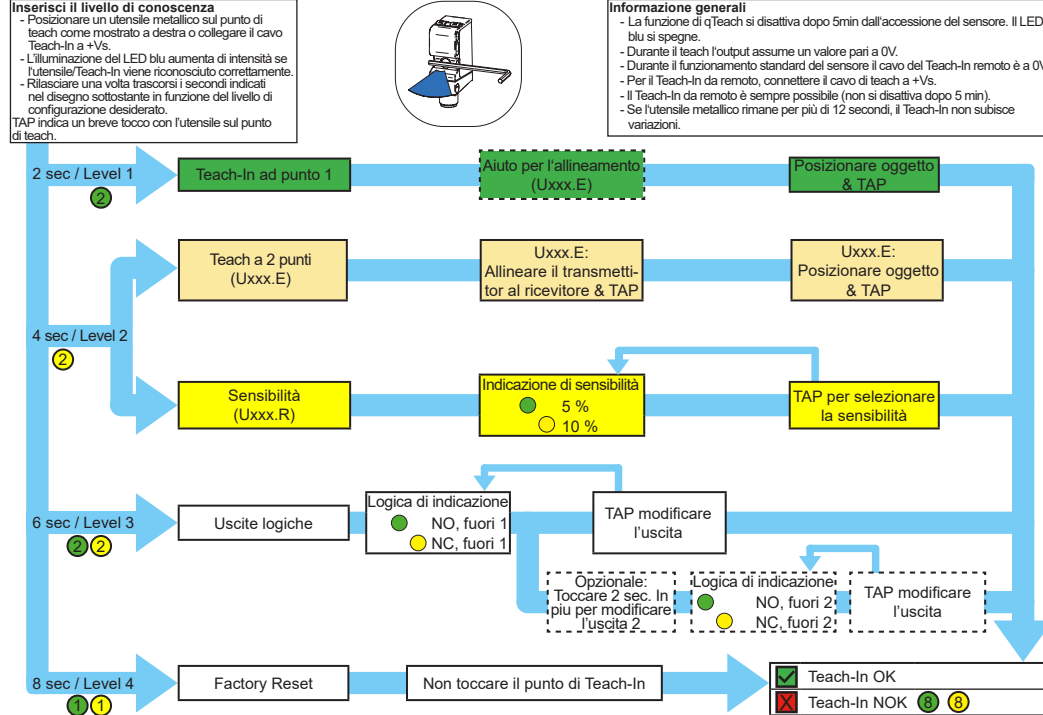 Inserisci il livello di conoscenza
- Posizionare un utensile metallico sul punto di
teach come mostrato a destra o collegare il cavo
Teach-In a +Vs.
- L'illuminazione del LED blu aumenta di intensità se
l'utensile/Teach-In viene riconosciuto correttamente.
- Rilasciare una volta trascorsi i secondi indicati
nel disegno sottostante in funzione del livello di
configurazione desiderato.
TAP indica un breve tocco con l'utensile sul punto
di teach.
Informazione generali
- La funzione di qTeach si disattiva dopo 5min dall'accessione del sensore. Il LED
blu si spegne.
- Durante il teach l'output assume un valore pari a 0V.
- Durante il funzionamento standard del sensore il cavo del Teach-In remoto è a 0V
- Per il Teach-In da remoto, connettere il cavo di teach a +Vs.
- Il Teach-In da remoto è sempre possibile (non si disattiva dopo 5 min).
- Se l'utensile metallico rimane per più di 12 secondi, il Teach-In non subisce
variazioni.
2 sec / Level 1
2
Teach-In ad punto 1
Aiuto per l'allineamento
(Uxxx.E)
Posizionare oggetto
& TAP
4 sec / Level 2
2
Teach a 2 punti
(Uxxx.E)
Uxxx.E:
Allineare il transmetti-
tor al ricevitore & TAP
Uxxx.E:
Posizionare oggetto
& TAP
Sensibilità
(Uxxx.R)
Indicazione di sensibilità
5 %
10 %
TAP per selezionare
la sensibilità
6 sec / Level 3
2 2
Uscite logiche
Logica di indicazione
NO, fuori 1
NC, fuori 1
TAP modificare
l'uscita
Opzionale:
Toccare 2 sec. In
piu per modificare
l'uscita 2
Logica di indicazione
NO, fuori 2
NC, fuori 2
TAP modificare
l'uscita
8 sec / Level 4
1 1
Factory Reset
Non toccare il punto di Teach-In
Teach-In OK
Teach-In NOK 8 8